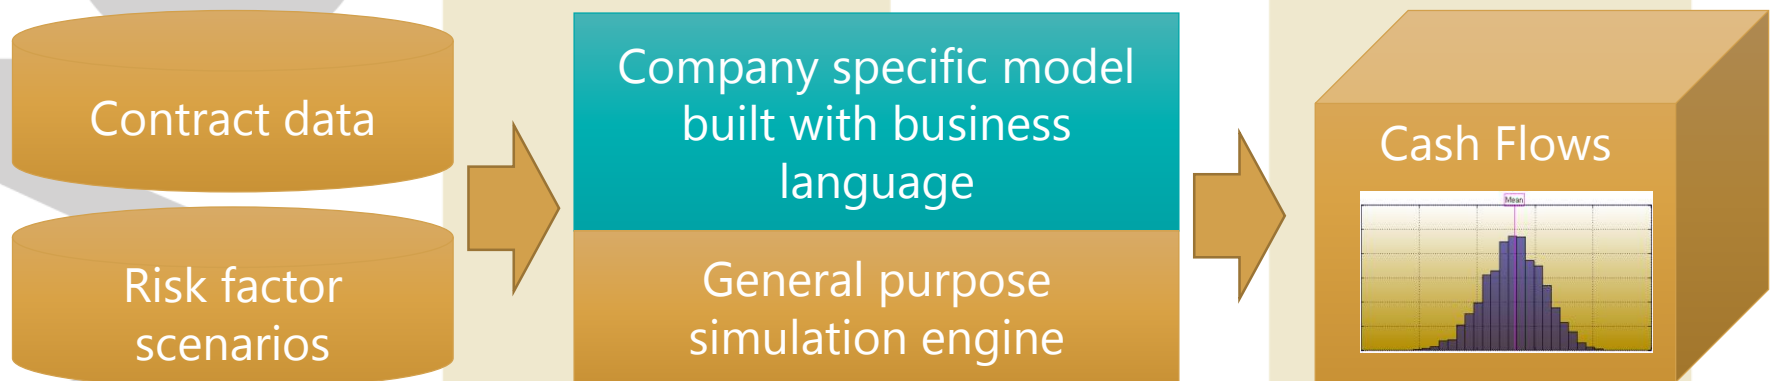 Contract data
Risk factor
scenarios
Company specific model
built with business
language
General purpose
simulation engine
Cash Flows
Mean